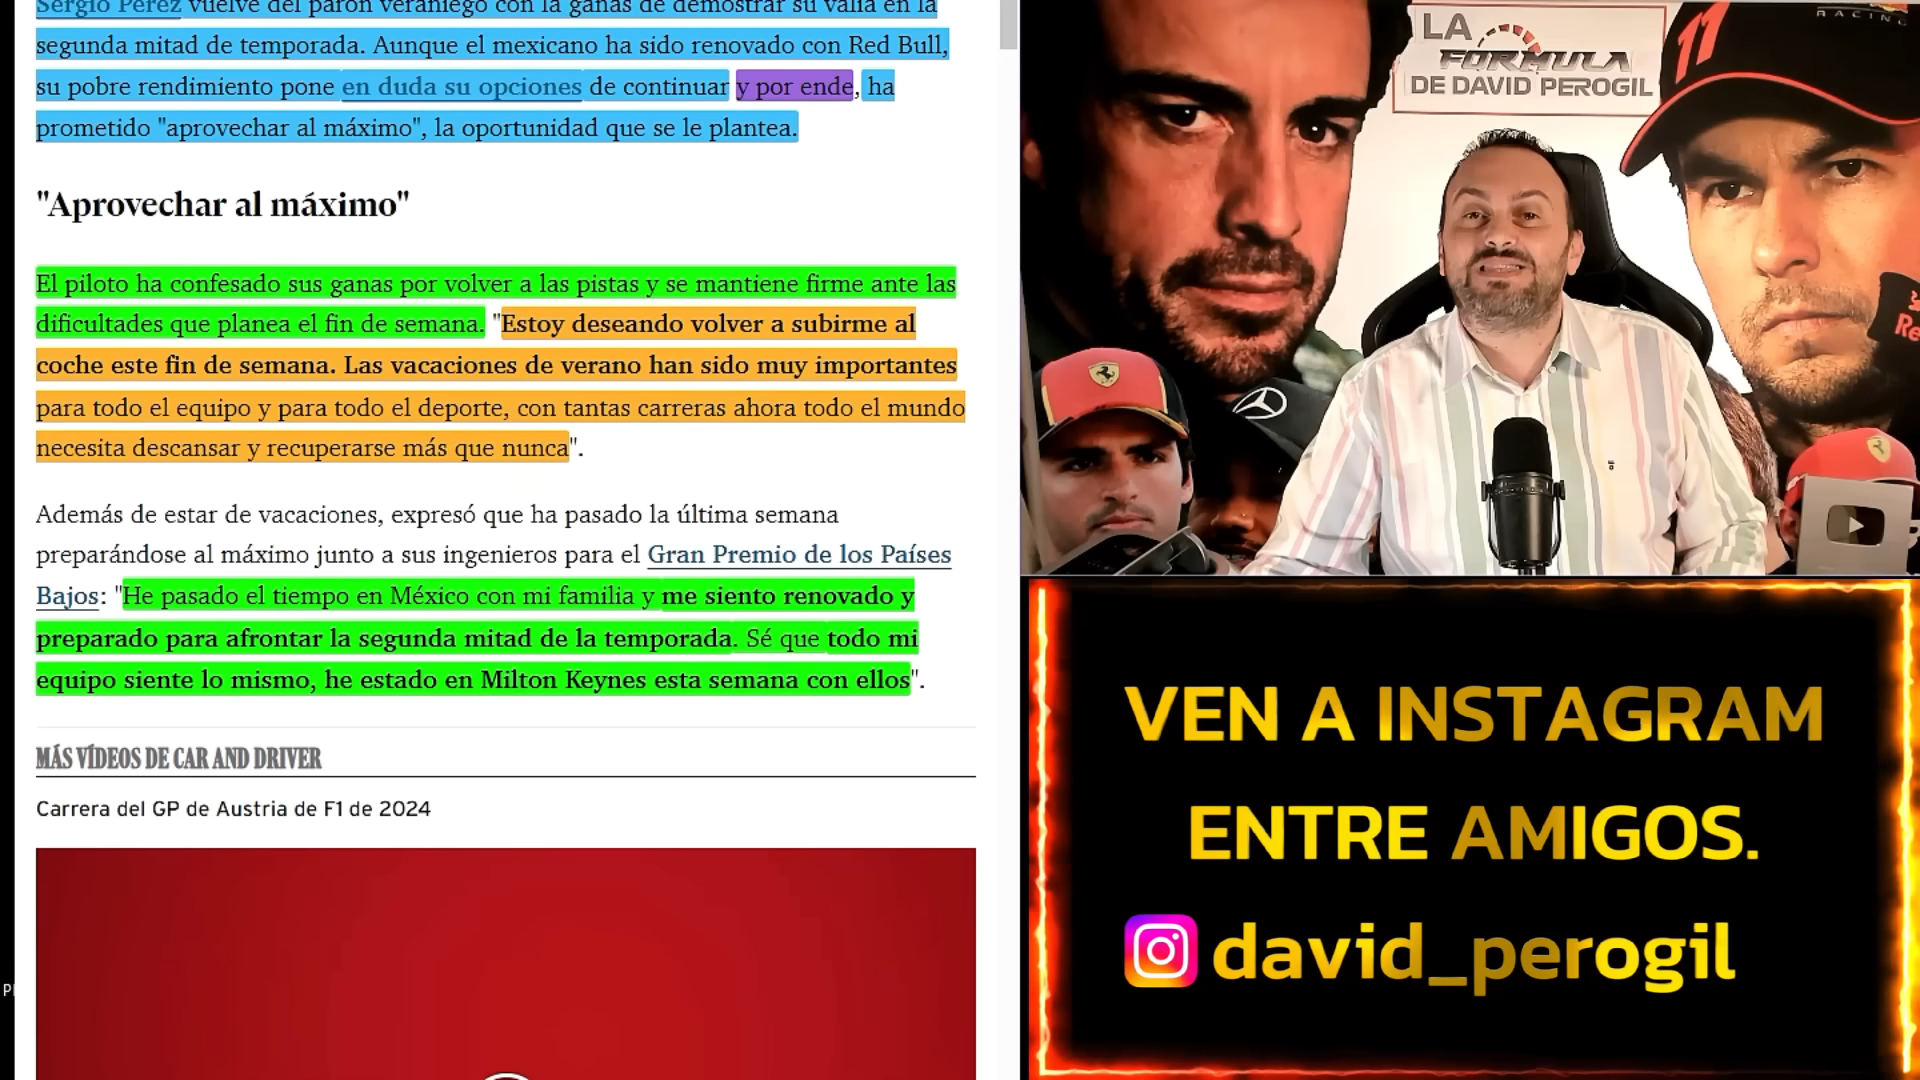 Sergio Pérez vuelve del parón veraniego con la ganas de demostrar su valía en la
segunda mitad de temporada. Aunque el mexicano ha sido renovado con Red Bull,
su pobre rendimiento pone en duda su opciones de continuar y por ende, ha
prometido "aprovechar al máximo", la oportunidad que se le plantea.
"Aprovechar al máximo"
El piloto ha confesado sus ganas por volver a las pistas y se mantiene firme ante las
dificultades que planea el fin de semana. "Estoy deseando volver a subirme al
coche este fin de semana. Las vacaciones de verano han sido muy importantes
para todo el equipo y para todo el deporte, con tantas carreras ahora todo el mundo
necesita descansar y recuperarse más que nunca".
Además de estar de vacaciones, expresó que ha pasado la última semana
preparándose al máximo junto a sus ingenieros para el Gran Premio de los Países
Bajos: "He pasado el tiempo en México con mi familia y me siento renovado y
preparado para afrontar la segunda mitad de la temporada. Sé que todo mi
equipo siente lo mismo, he estado en Milton Keynes esta semana con ellos".
MÁS VÍDEOS DE CAR AND DRIVER
Carrera del GP de Austria de F1 de 2024
LA
FORMULA
DE DAVID PEROGIL
RACING
11
VEN A INSTAGRAM
ENTRE AMIGOS.
david_perogil